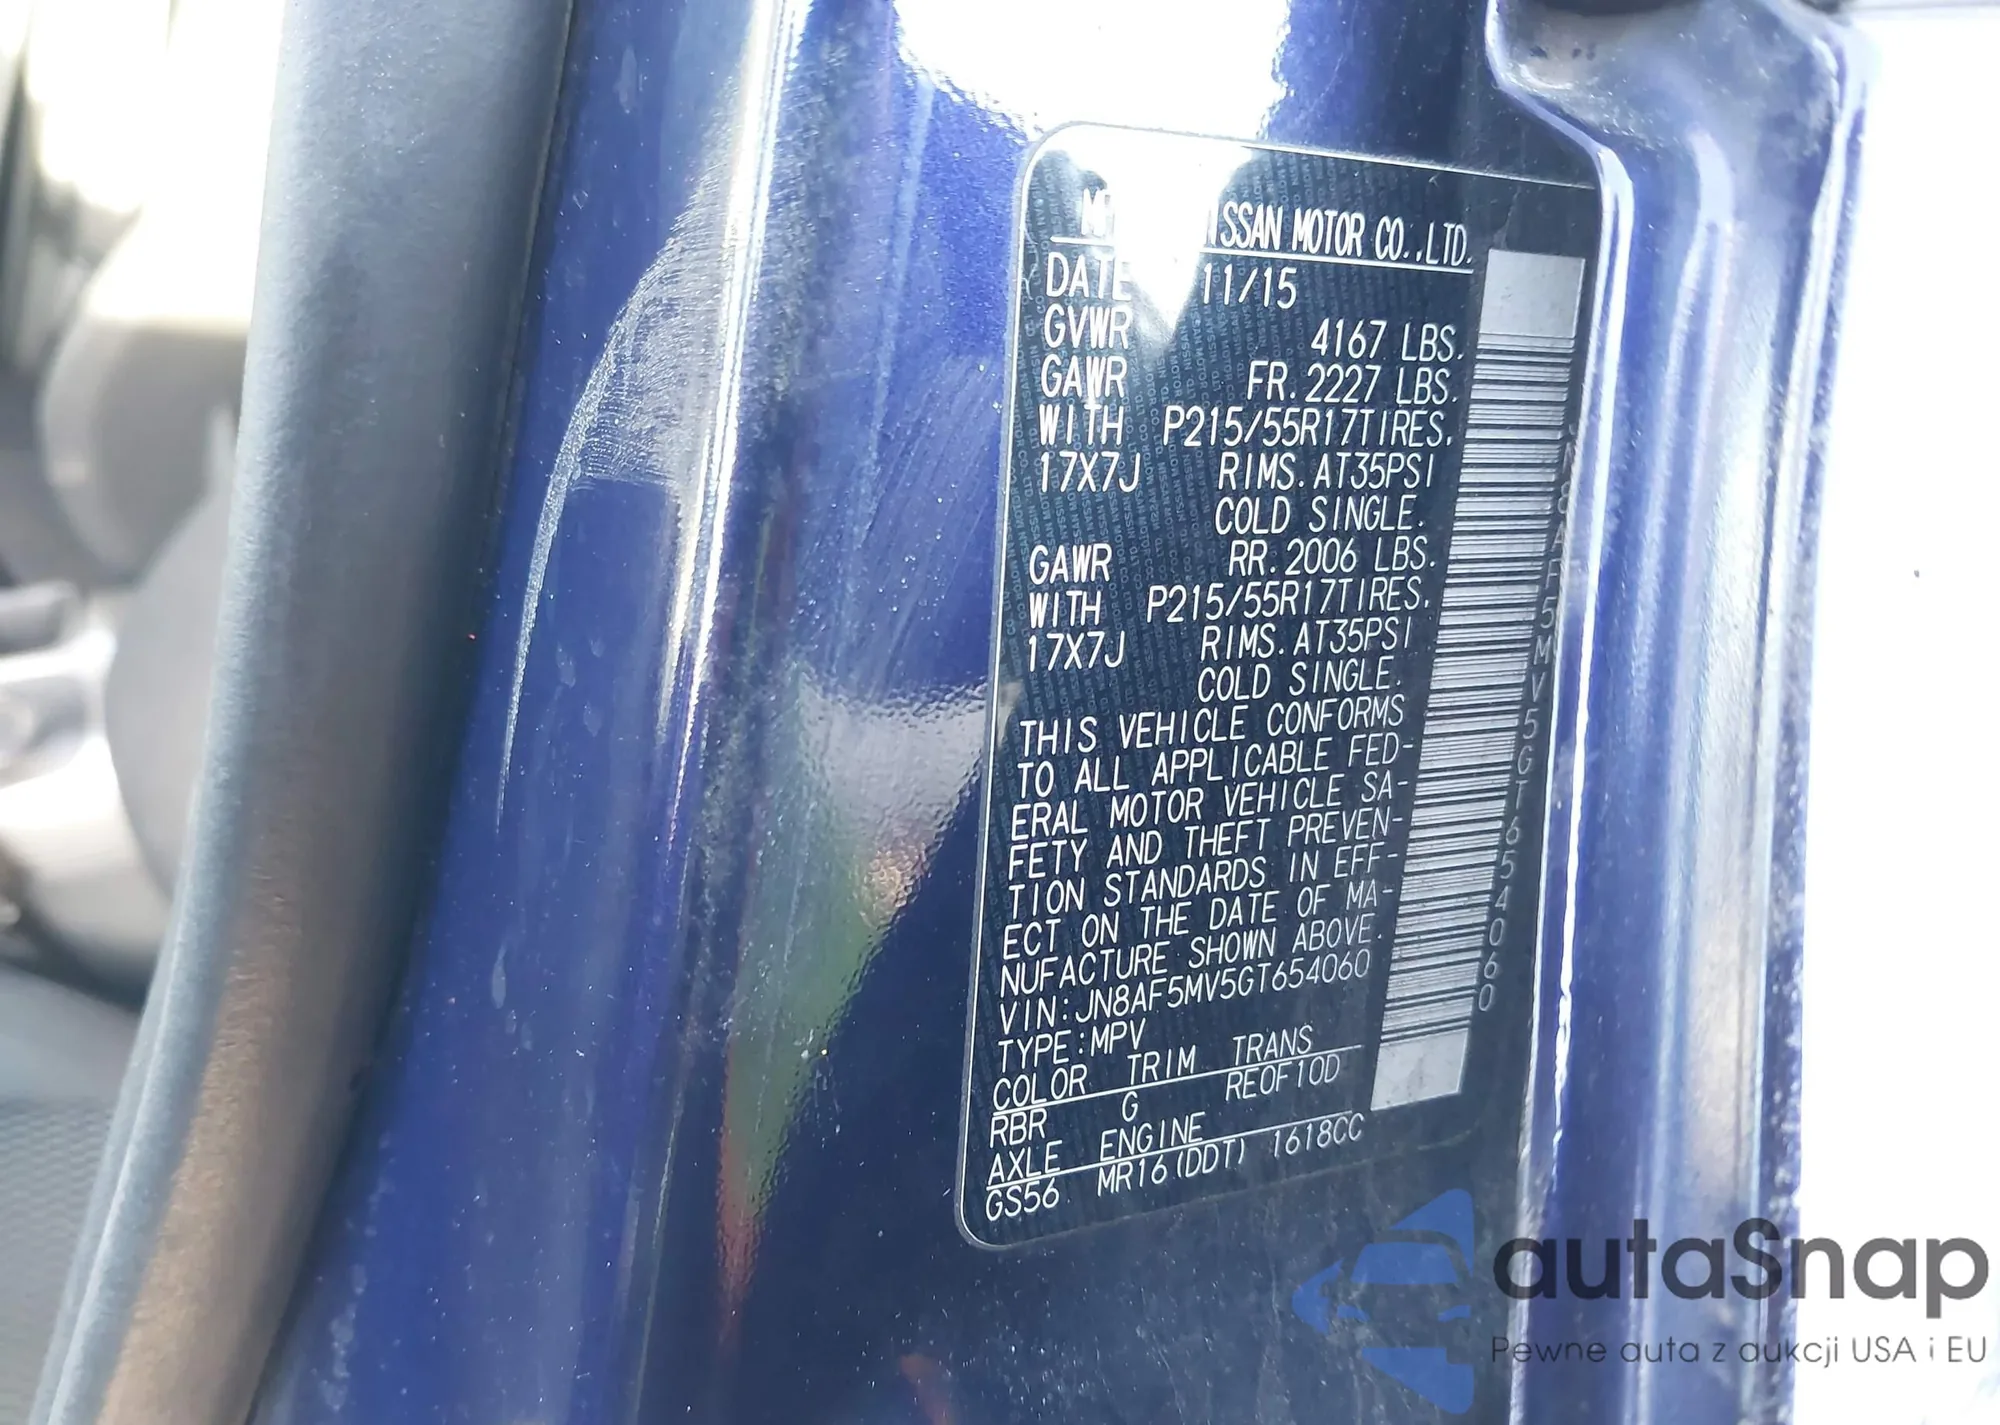 NISSAN MOTOR CO.,LTD.
DATE 11/15
GVWR 4167 LBS.
GAWR FR.2227 LBS.
WITH P215/55R17TIRES,
17X7J RIMS. AT35PSI
COLD SINGLE.
GAWR RR.2006 LBS.
WITH P215/55R17TIRES,
17X7J RIMS. AT35PSI
COLD SINGLE.
THIS VEHICLE CONFORMS
TO ALL APPLICABLE FED-
ERAL MOTOR VEHICLE SA-
FETY AND THEFT PREVEN-
TION STANDARDS IN EFF-
ECT ON THE DATE OF MA-
NUFACTURE SHOWN ABOVE.
VIN:JN8AF5MV5GT654060
TYPE:MPV
COLOR TRIM TRANS
RBR G RE0F10D
AXLE ENGINE
GS56 MR16(DDT) 1618CC
N8AF5MV5GT654060
autaSnap
Pewne auta z aukcji USA i EU